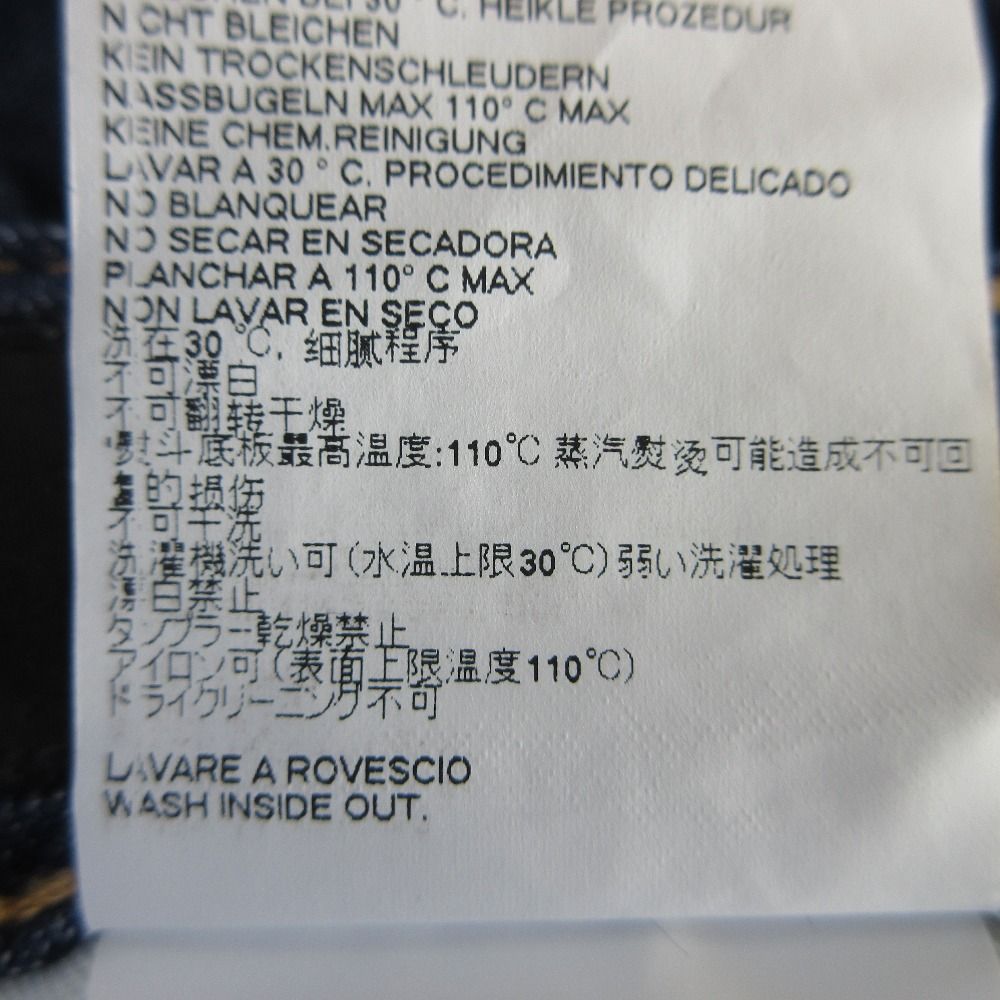 BEI 30° C. HEIKLE PROZEDUR
NICHT BLEICHEN
KEIN TROCKENSCHLEUDERN
NASSBUGELN MAX 110° C MAX
KEINE CHEM.REINIGUNG
LAVAR A 30 ° C. PROCEDIMIENTO DELICADO
NO BLANQUEAR
NO SECAR EN SECADORA
PLANCHAR A 110° C MAX
NON LAVAR EN SECO
洗在30 °C, 细腻程序
不可漂白
不可翻转干燥
熨斗底板最高温度:110°C 蒸汽熨烫可能造成不可回
的损伤
不可干洗
洗濯機洗い可(水温上限30°C)弱い洗濯処理
漂白禁止
タンブラー乾燥禁止
アイロン可(表面上限温度110°C)
ドライクリーニング不可
LAVARE A ROVESCIO
WASH INSIDE OUT.